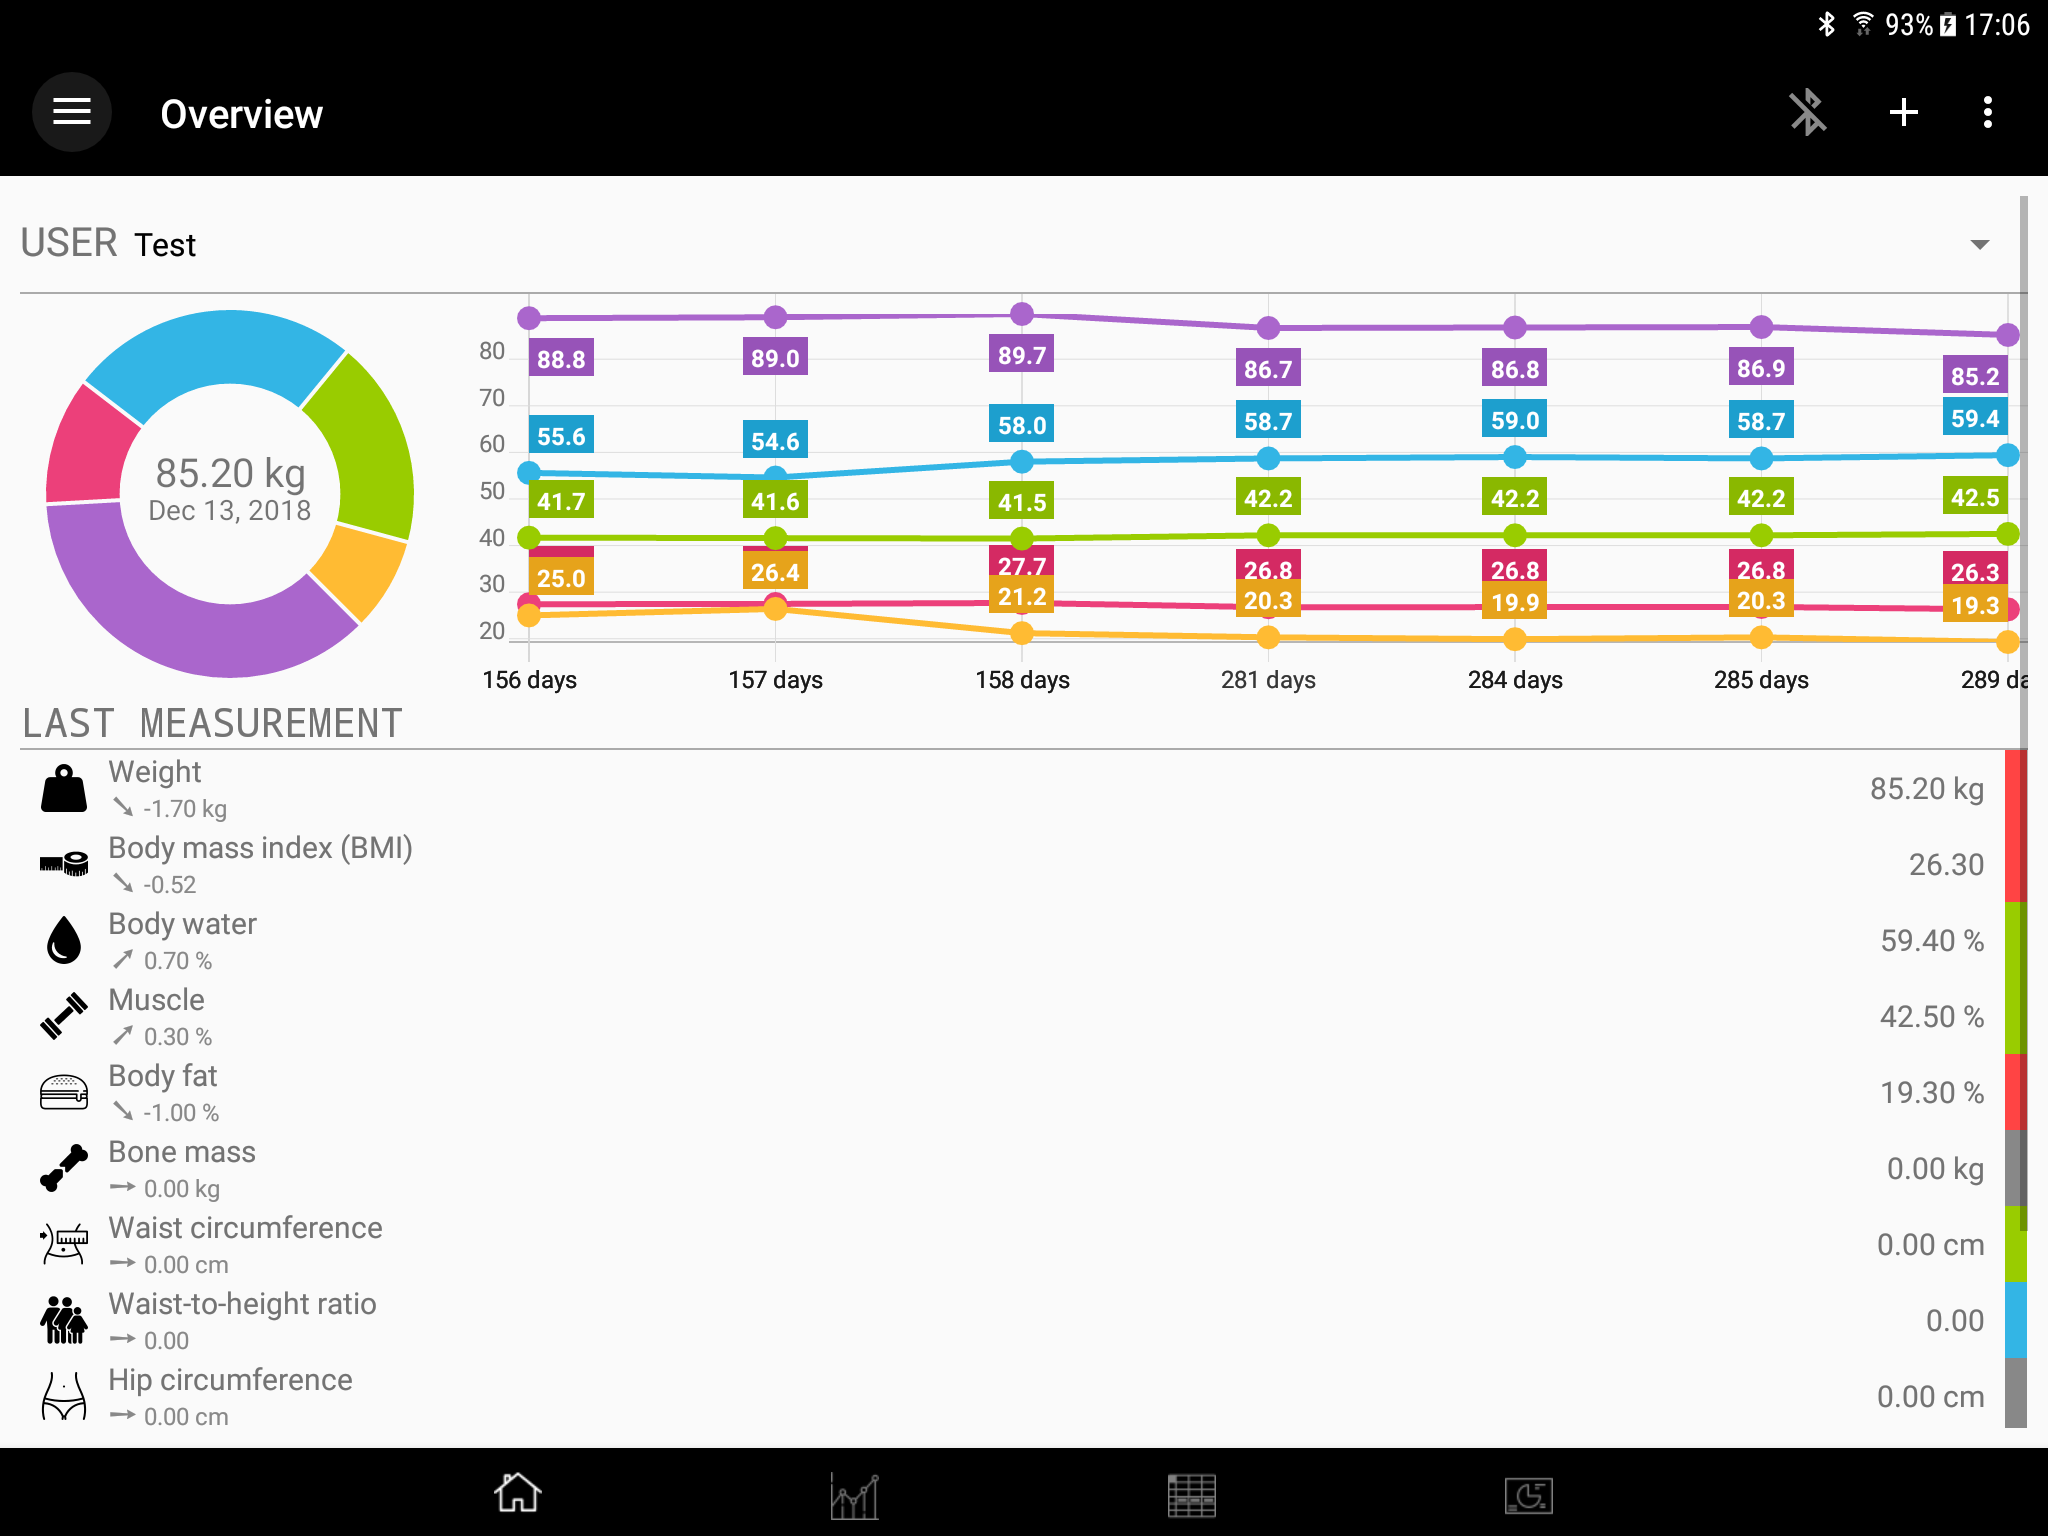 93% 17:06
Overview
USER Test
85.20 kg
Dec 13, 2018
80
70
60
50
40
30
20
88.8 89.0 89.7 86.7 86.8 86.9 85.2
55.6 54.6 58.0 58.7 59.0 58.7 59.4
41.7 41.6 41.5 42.2 42.2 42.2 42.5
27.7 26.8 26.8 26.8 26.3
25.0 26.4 21.2 20.3 19.9 20.3 19.3
156 days 157 days 158 days 281 days 284 days 285 days 289 da
LAST MEASUREMENT
Weight
-1.70 kg
85.20 kg
Body mass index (BMI)
-0.52
26.30
Body water
0.70 %
59.40 %
Muscle
0.30 %
42.50 %
Body fat
-1.00 %
19.30 %
Bone mass
0.00 kg
0.00 kg
Waist circumference
0.00 cm
0.00 cm
Waist-to-height ratio
0.00
0.00
Hip circumference
0.00 cm
0.00 cm